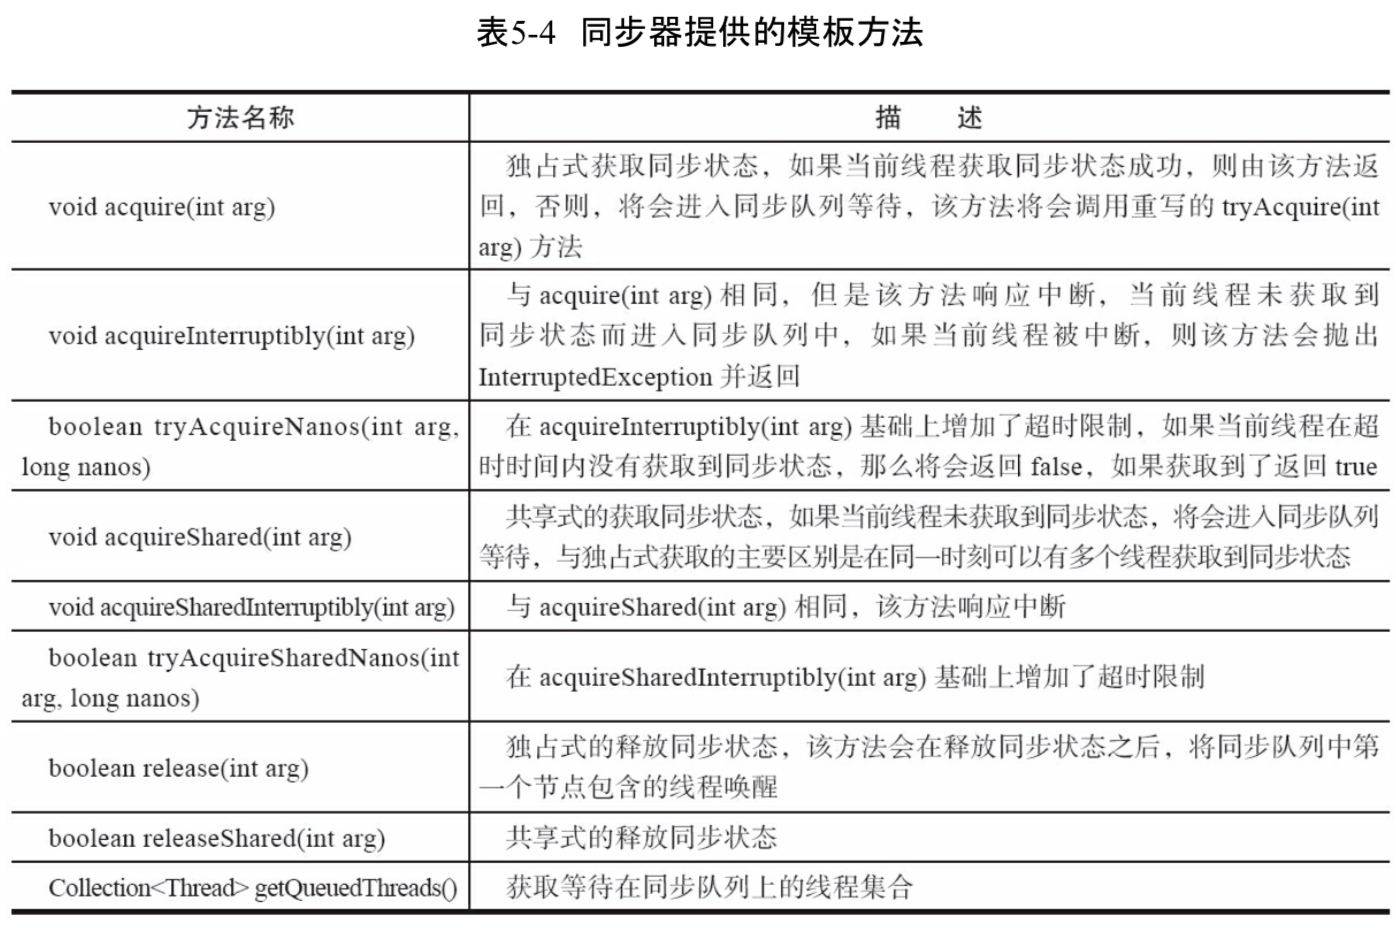 表5-4 同步器提供的模板方法
方法名称
描 述
void acquire(int arg)
独占式获取同步状态，如果当前线程获取同步状态成功，则由该方法返
回，否则，将会进入同步队列等待，该方法将会调用重写的 tryAcquire(int
arg) 方法
void acquireInterruptibly(int arg)
与 acquire(int arg) 相同，但是该方法响应中断，当前线程未获取到
同步状态而进入同步队列中，如果当前线程被中断，则该方法会抛出
InterruptedException 并返回
boolean tryAcquireNanos(int arg,
long nanos)
在 acquireInterruptibly(int arg) 基础上增加了超时限制，如果当前线程在超
时时间内没有获取到同步状态，那么将会返回 false，如果获取到了返回 true
void acquireShared(int arg)
共享式的获取同步状态，如果当前线程未获取到同步状态，将会进入同步队列
等待，与独占式获取的主要区别是在同一时刻可以有多个线程获取到同步状态
void acquireSharedInterruptibly(int arg)
与 acquireShared(int arg) 相同，该方法响应中断
boolean tryAcquireSharedNanos(int
arg, long nanos)
在 acquireSharedInterruptibly(int arg) 基础上增加了超时限制
boolean release(int arg)
独占式的释放同步状态，该方法会在释放同步状态之后，将同步队列中第
一个节点包含的线程唤醒
boolean releaseShared(int arg)
共享式的释放同步状态
Collection<Thread> getQueuedThreads()
获取等待在同步队列上的线程集合